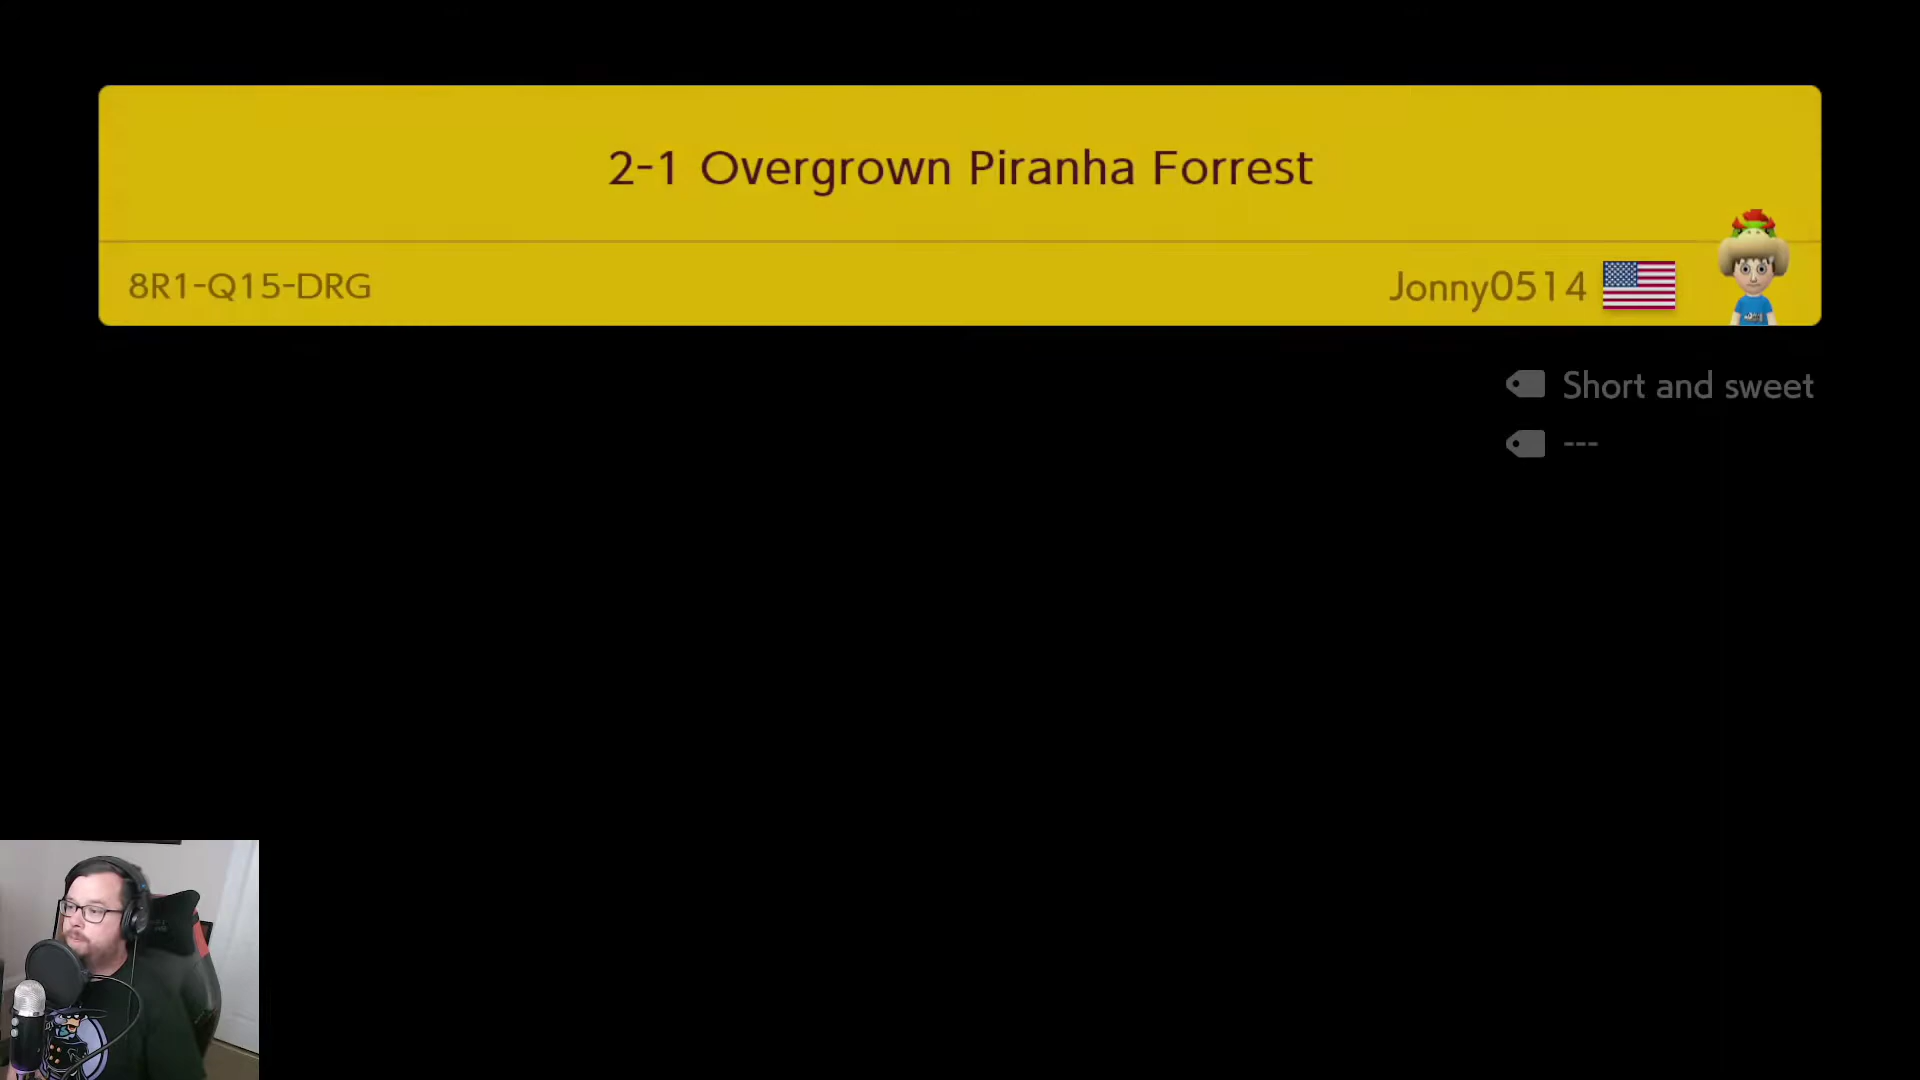 2-1 Overgrown Piranha Forrest
8R1-Q15-DRG
Jonny0514
Short and sweet
---